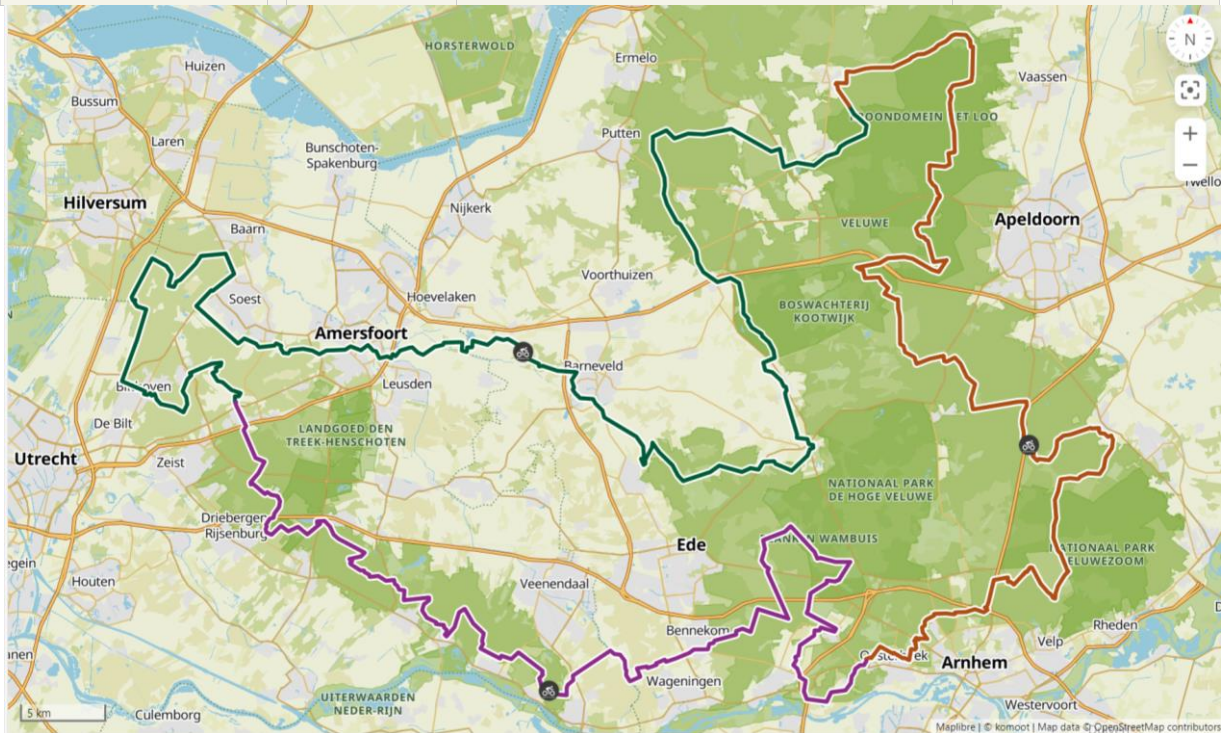 HORSTERWOLD
Ermelo
N
Huizen
Vaassen
Bussum
Laren
Putten
Bunschoten-
Spakenburg
Hilversum
Nijkerk
VELUWE
Apeldoorn
Baarn
Voorthuizen
Soest
Hoevelaken
BOSWACHTERIJ
KOOTWIJK
Amersfoort
Barneveld
Leusden
De Bilt
LANDGOED DEN
TREEK-HENSCHOTEN
Utrecht
Zeist
NATIONAAL PARK
DE HOGE VELUWE
Driebergen
Rijsenburg
Ede
WAMBUIS
NATIONAAL PARK
Houten
Veenendaal
Bennekom
Rheden
Velp
Arnhem
Wageningen
UITERWAARDEN
NEDER-RIJN
Westervoort
5 km
Culemborg
Maplibre | © komoot | Map data © OpenStreetMap contributors